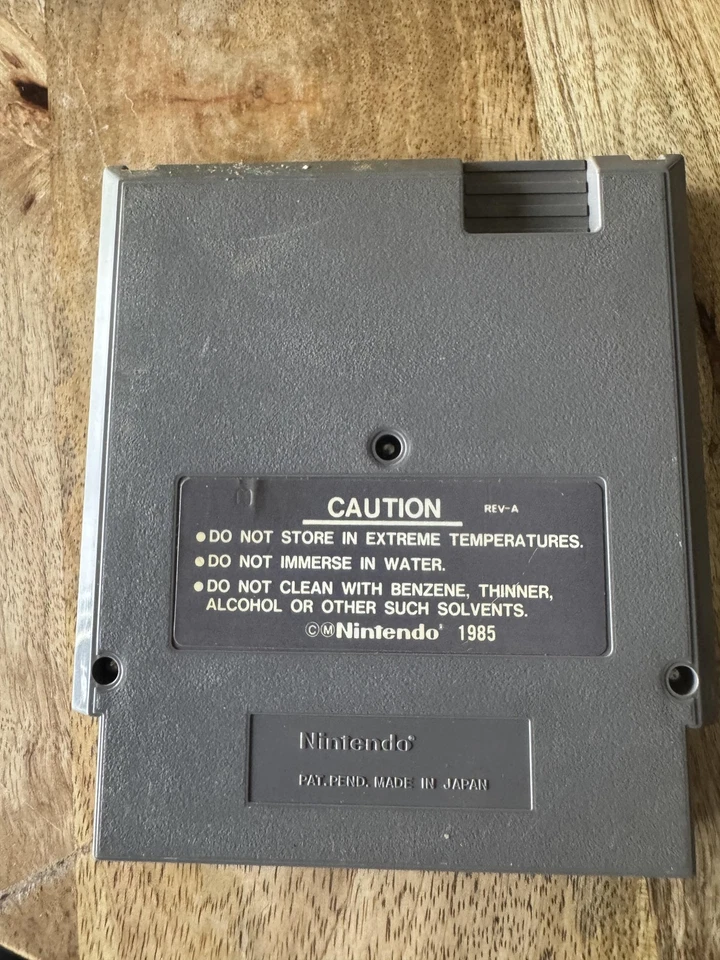 CAUTION REV-A
●DO NOT STORE IN EXTREME TEMPERATURES.
●DO NOT IMMERSE IN WATER.
●DO NOT CLEAN WITH BENZENE, THINNER,
ALCOHOL OR OTHER SUCH SOLVENTS.
©ⓂNintendo® 1985
Nintendo®
PAT. PEND. MADE IN JAPAN